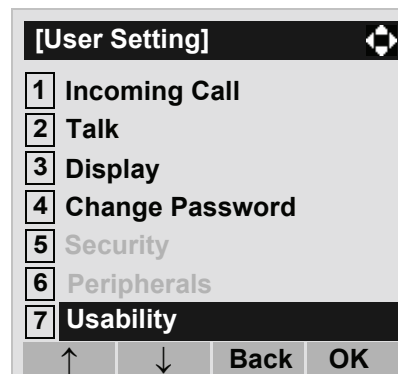 [User Setting]
1 Incoming Call
2 Talk
3 Display
4 Change Password
5 Security
6 Peripherals
7 Usability
↑ ↓ Back OK